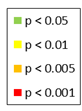 p < 0.05
p < 0.01
p < 0.005
p < 0.001